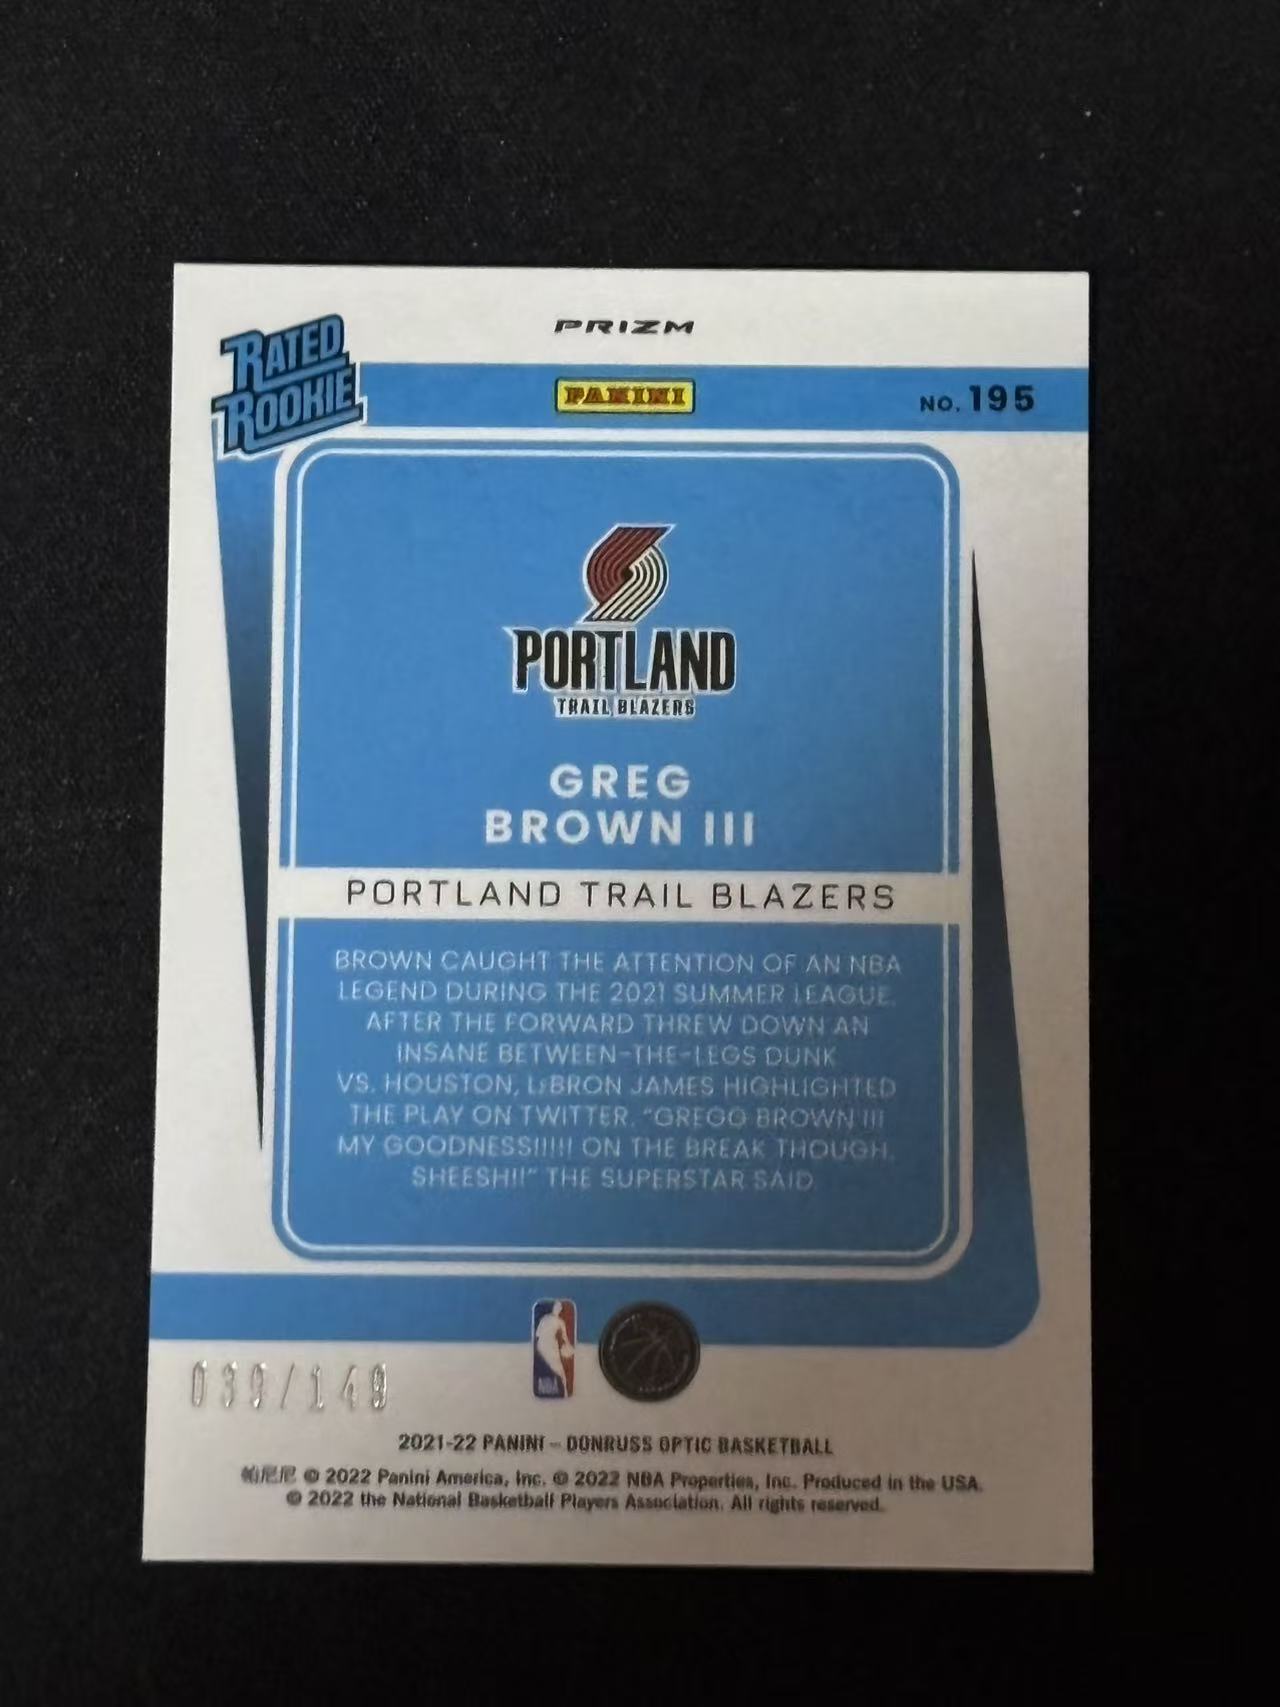 PRIZM
RATED
ROOKIE
PANINI
NO. 195
PORTLAND
TRAIL BLAZERS
GREG
BROWN III
PORTLAND TRAIL BLAZERS
BROWN CAUGHT THE ATTENTION OF AN NBA
LEGEND DURING THE 2021 SUMMER LEAGUE.
AFTER THE FORWARD THREW DOWN AN
INSANE BETWEEN-THE-LEGS DUNK
VS. HOUSTON, LeBRON JAMES HIGHLIGHTED
THE PLAY ON TWITTER. "GREGG BROWN III
MY GOODNESS!!!!!! ON THE BREAK THOUGH.
SHEESH!!" THE SUPERSTAR SAID.
NBA
039/149
2021-22 PANINI - DONRUSS OPTIC BASKETBALL
帕尼尼 © 2022 Panini America, Inc. © 2022 NBA Properties, Inc. Produced in the USA.
© 2022 the National Basketball Players Association. All rights reserved.